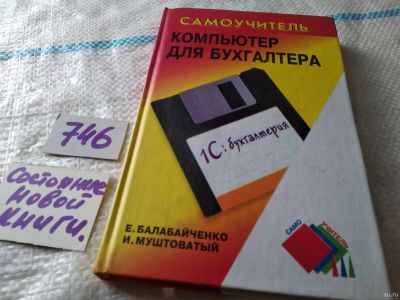 САМОУЧИТЕЛЬ
КОМПЬЮТЕР
ДЛЯ БУХГАЛТЕРА
1С: бухгалтерия
Е. БАЛАБАЙЧЕНКО
И. МУШТОВАТЫЙ
САМО
УЧИТЕЛЬ
746
Состояние
новой
книги.